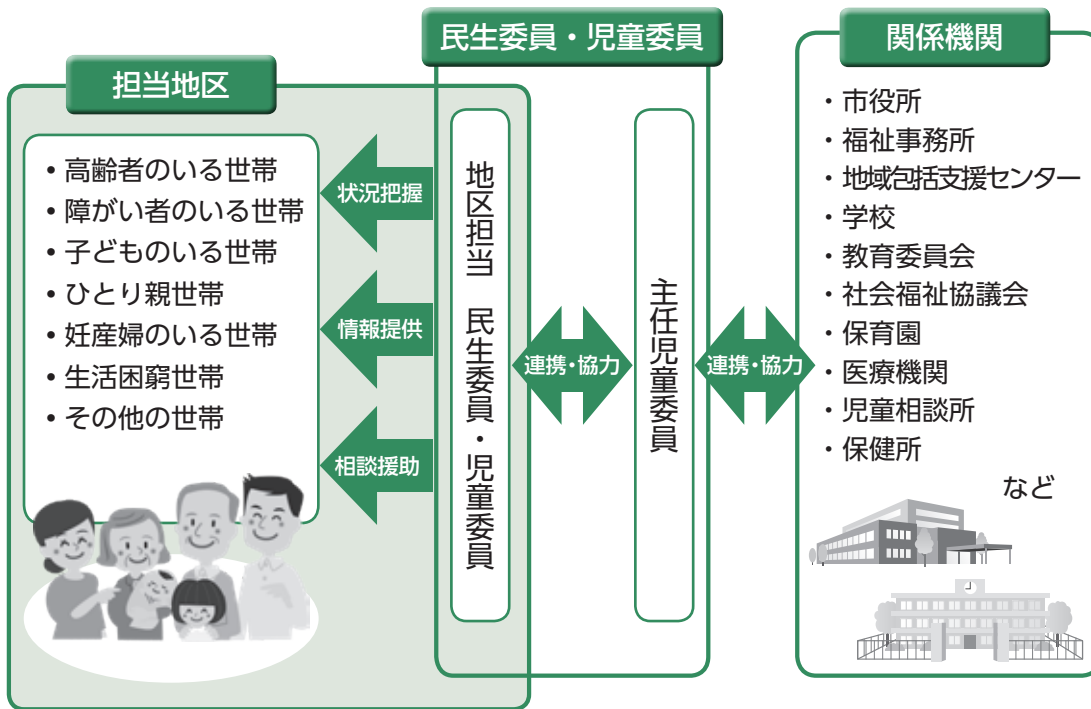 民生委員・児童委員
関係機関
担当地区
・高齢者のいる世帯
・障がい者のいる世帯
・子どものいる世帯
・ひとり親世帯
・妊産婦のいる世帯
・生活困窮世帯
・その他の世帯
状況把握
情報提供
相談援助
地区担当 民生委員・児童委員
連携・協力
主任児童委員
連携・協力
・市役所
・福祉事務所
・地域包括支援センター
・学校
・教育委員会
・社会福祉協議会
・保育園
・医療機関
・児童相談所
・保健所
など